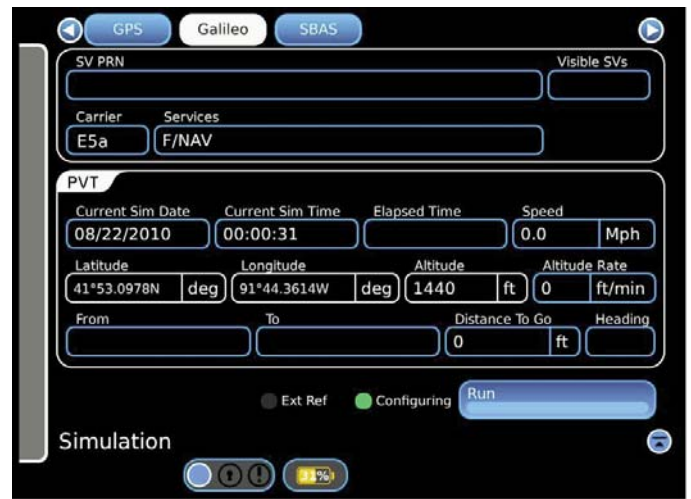 GPS Galileo SBAS
SV PRN Visible SVs
Carrier Services
E5a F/NAV
PVT
Current Sim Date Current Sim Time Elapsed Time Speed
08/22/2010 00:00:31 0.0 Mph
Latitude Longitude Altitude Altitude Rate
41°53.0978N deg 91°44.3614W deg 1440 ft 0 ft/min
From To Distance To Go Heading
0 ft
Ext Ref Configuring Run
Simulation